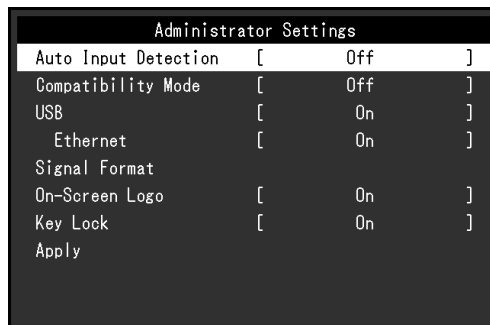 Administrator Settings
Auto Input Detection [ Off ]
Compatibility Mode [ Off ]
USB [ On ]
Ethernet [ On ]
Signal Format
On-Screen Logo [ On ]
Key Lock [ On ]
Apply